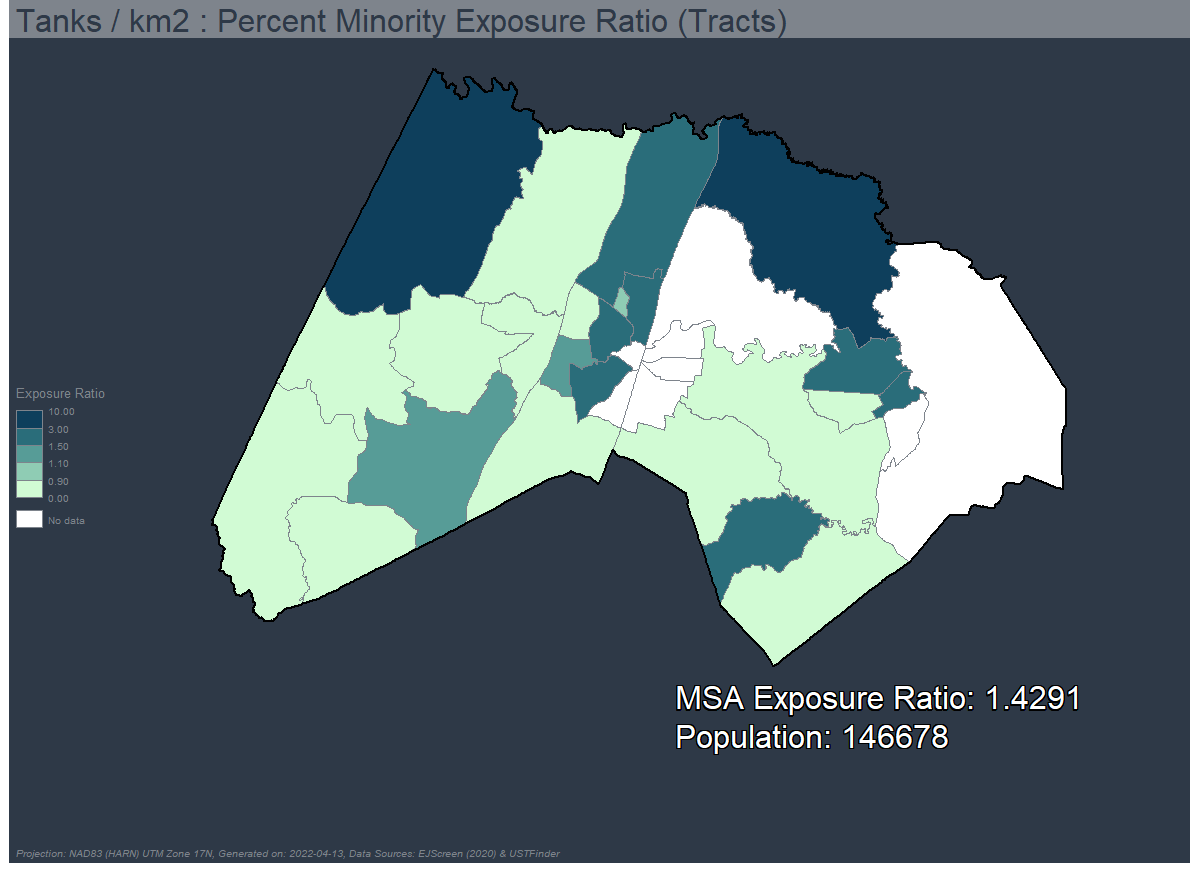 Tanks / km2 : Percent Minority Exposure Ratio (Tracts)
Exposure Ratio
10.00
3.00
1.50
1.10
0.90
0.00
No data
MSA Exposure Ratio: 1.4291
Population: 146678
Projection: NAD83 (HARN) UTM Zone 17N, Generated on: 2022-04-13, Data Sources: EJScreen (2020) & USTFinder